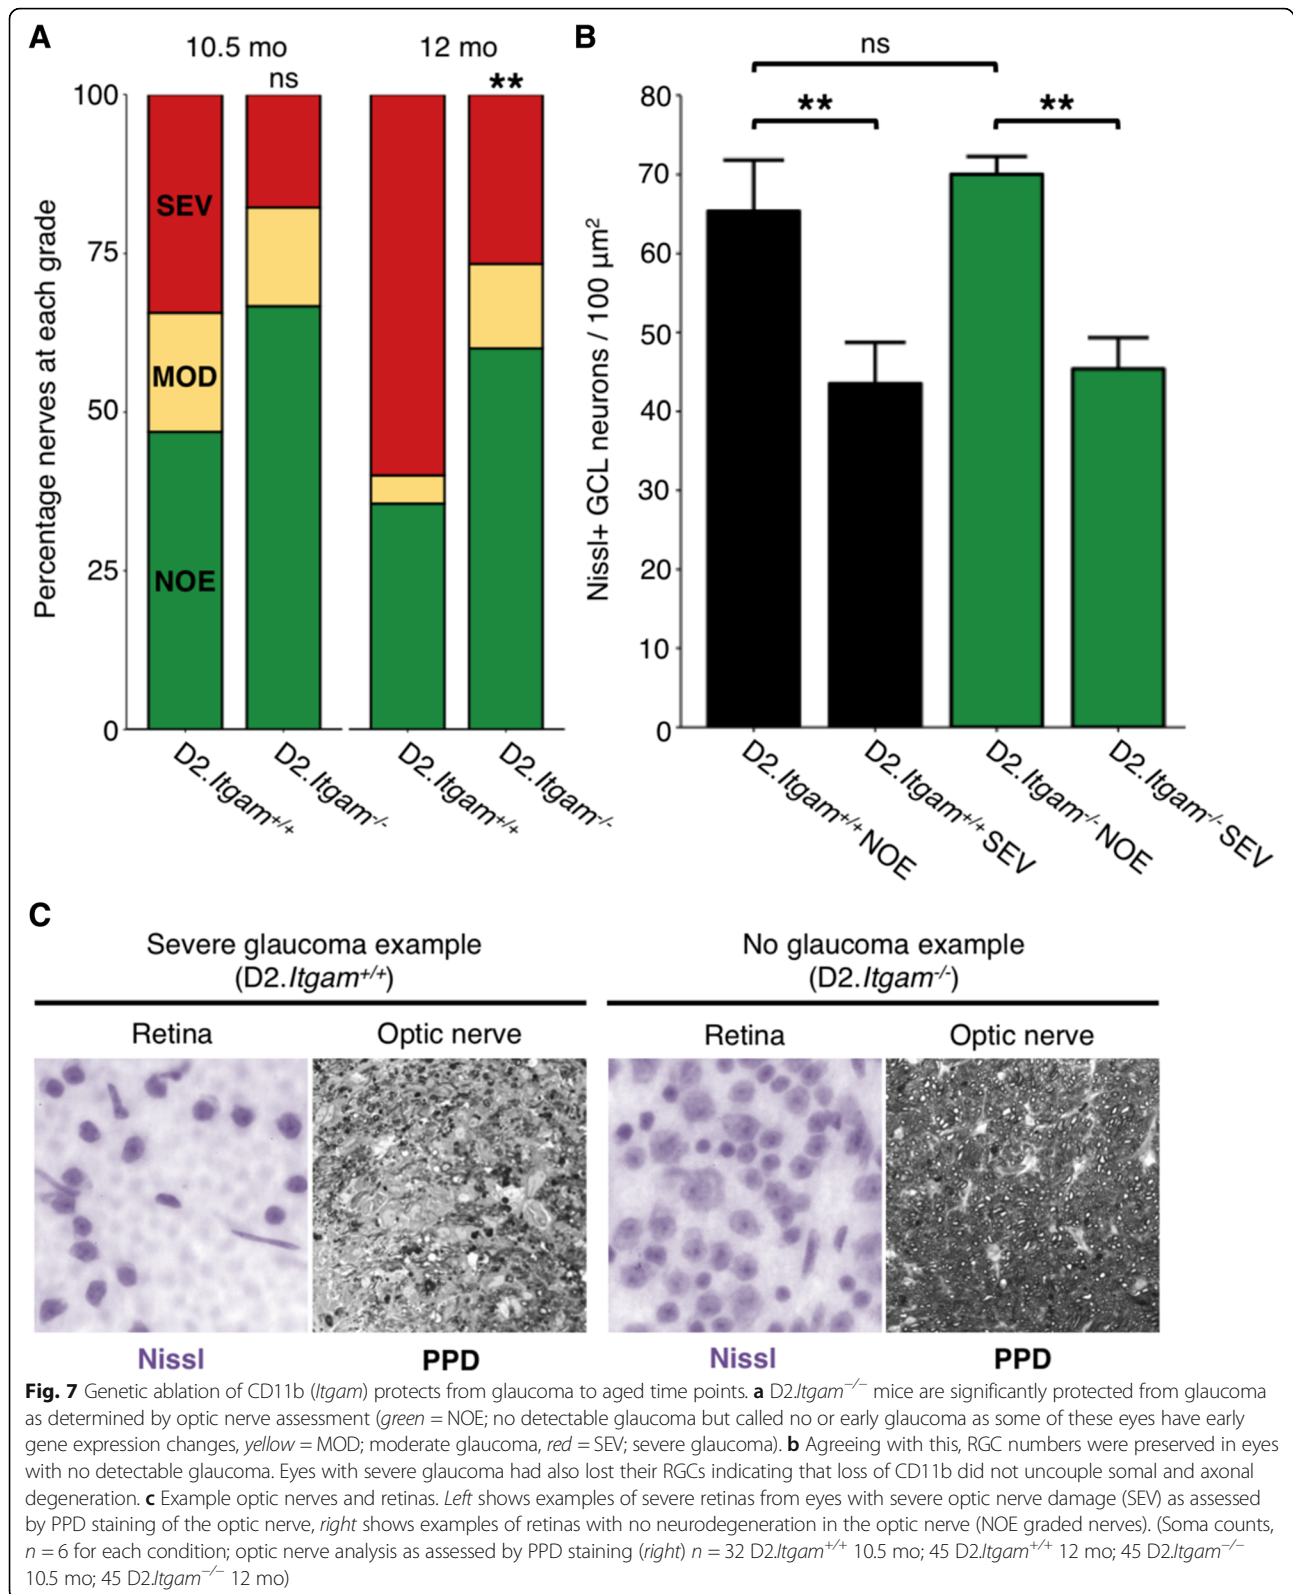 A
10.5 mo
12 mo
ns
**
Percentage nerves at each grade
100
75
50
25
0
SEV
MOD
NOE
D2.Itgam+/+
D2.Itgam-/-
D2.Itgam+/+
D2.Itgam-/-
B
ns
**
**
Nissl+ GCL neurons / 100 µm²
80
70
60
50
40
30
20
10
0
D2.Itgam+/+ NOE
D2.Itgam+/+ SEV
D2.Itgam-/- NOE
D2.Itgam-/- SEV
C
Severe glaucoma example
(D2.Itgam+/+)
No glaucoma example
(D2.Itgam-/-)
Retina
Optic nerve
Retina
Optic nerve
Nissl
PPD
Nissl
PPD
Fig. 7 Genetic ablation of CD11b (Itgam) protects from glaucoma to aged time points. a D2.Itgam−/− mice are significantly protected from glaucoma
as determined by optic nerve assessment (green = NOE; no detectable glaucoma but called no or early glaucoma as some of these eyes have early
gene expression changes, yellow = MOD; moderate glaucoma, red = SEV; severe glaucoma). b Agreeing with this, RGC numbers were preserved in eyes
with no detectable glaucoma. Eyes with severe glaucoma had also lost their RGCs indicating that loss of CD11b did not uncouple somal and axonal
degeneration. c Example optic nerves and retinas. Left shows examples of severe retinas from eyes with severe optic nerve damage (SEV) as assessed
by PPD staining of the optic nerve, right shows examples of retinas with no neurodegeneration in the optic nerve (NOE graded nerves). (Soma counts,
n = 6 for each condition; optic nerve analysis as assessed by PPD staining (right) n = 32 D2.Itgam+/+ 10.5 mo; 45 D2.Itgam+/+ 12 mo; 45 D2.Itgam−/−
10.5 mo; 45 D2.Itgam−/− 12 mo)